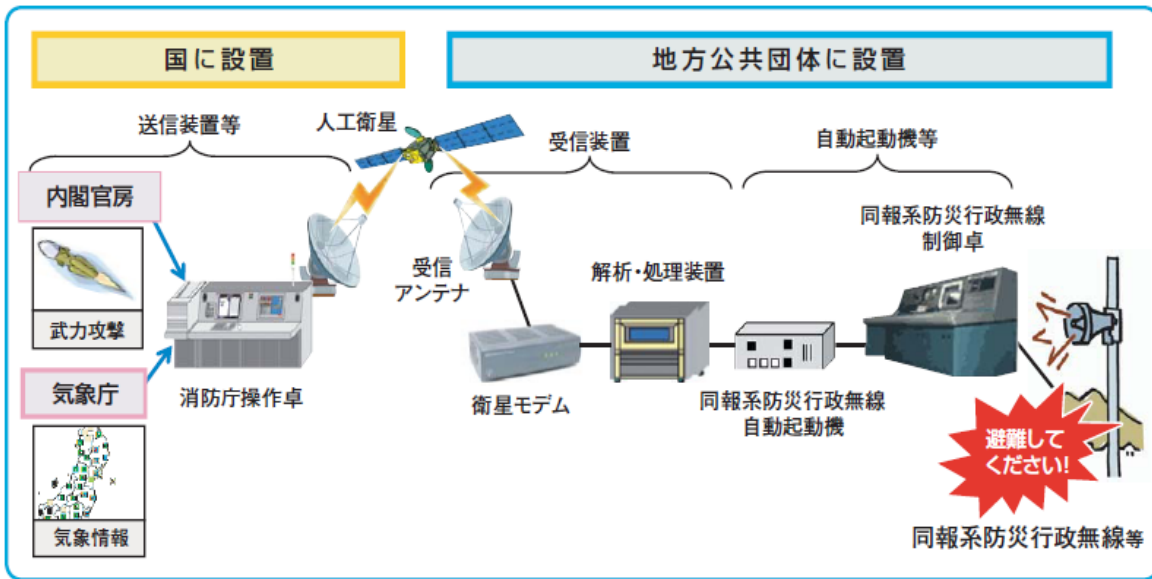 国に設置
地方公共団体に設置
送信装置等
人工衛星
受信装置
自動起動機等
内閣官房
武力攻撃
気象庁
気象情報
消防庁操作卓
受信
アンテナ
衛星モデム
解析・処理装置
同報系防災行政無線
自動起動機
同報系防災行政無線
制御卓
避難して
ください!
同報系防災行政無線等